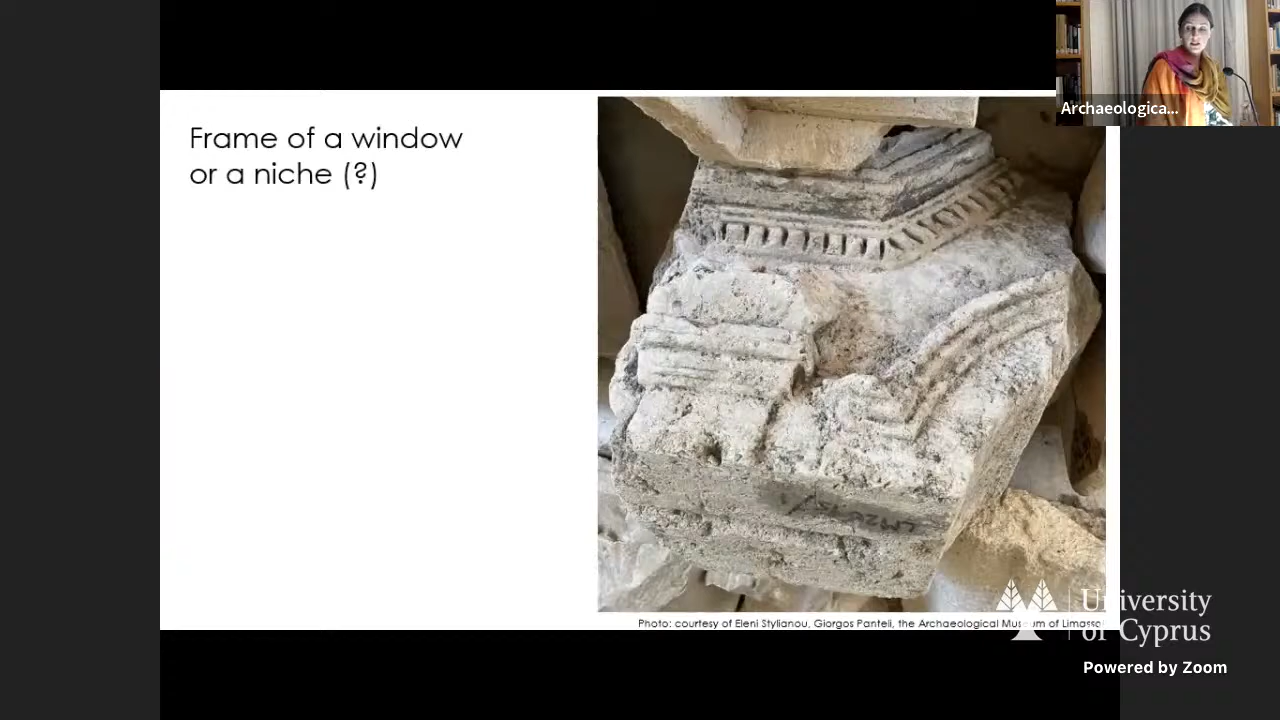 Archaeologica...
Frame of a window
or a niche (?)
Photo: courtesy of Eleni Stylianou, Giorgos Panteli, the Archaeological Museum of Limassol
University
of Cyprus
Powered by Zoom